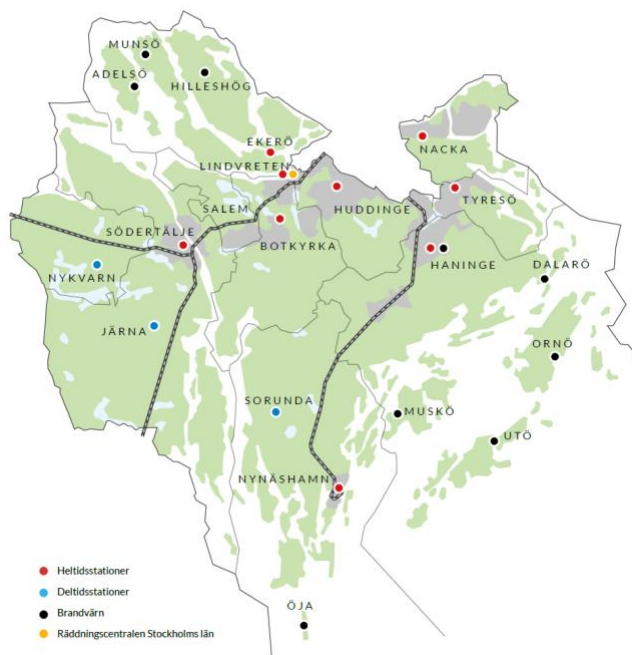 MUNSÖ
ADELSÖ
HILLESHÖG
EKERÖ
NACKA
LINDVRETEN
TYRESÖ
SALEM
HUDDINGE
SÖDERTÄLJE
BOTKYRKA
HANINGE
NYKVARN
DALARÖ
JÄRNA
ORNÖ
SORUNDA
MUSKÖ
UTÖ
NYNÄSHAMN
Heltidsstationer
Deltidsstationer
Brandvärn
ÖJA
Räddningscentralen Stockholms län